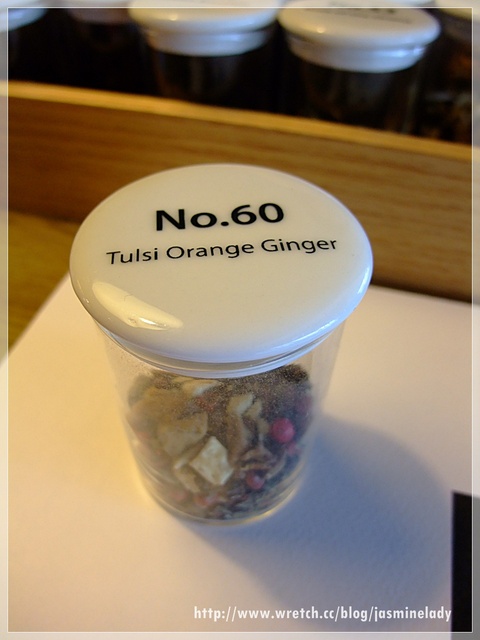 No.60
Tulsi Orange Ginger
http://www.wretch.cc/blog/jasminelady